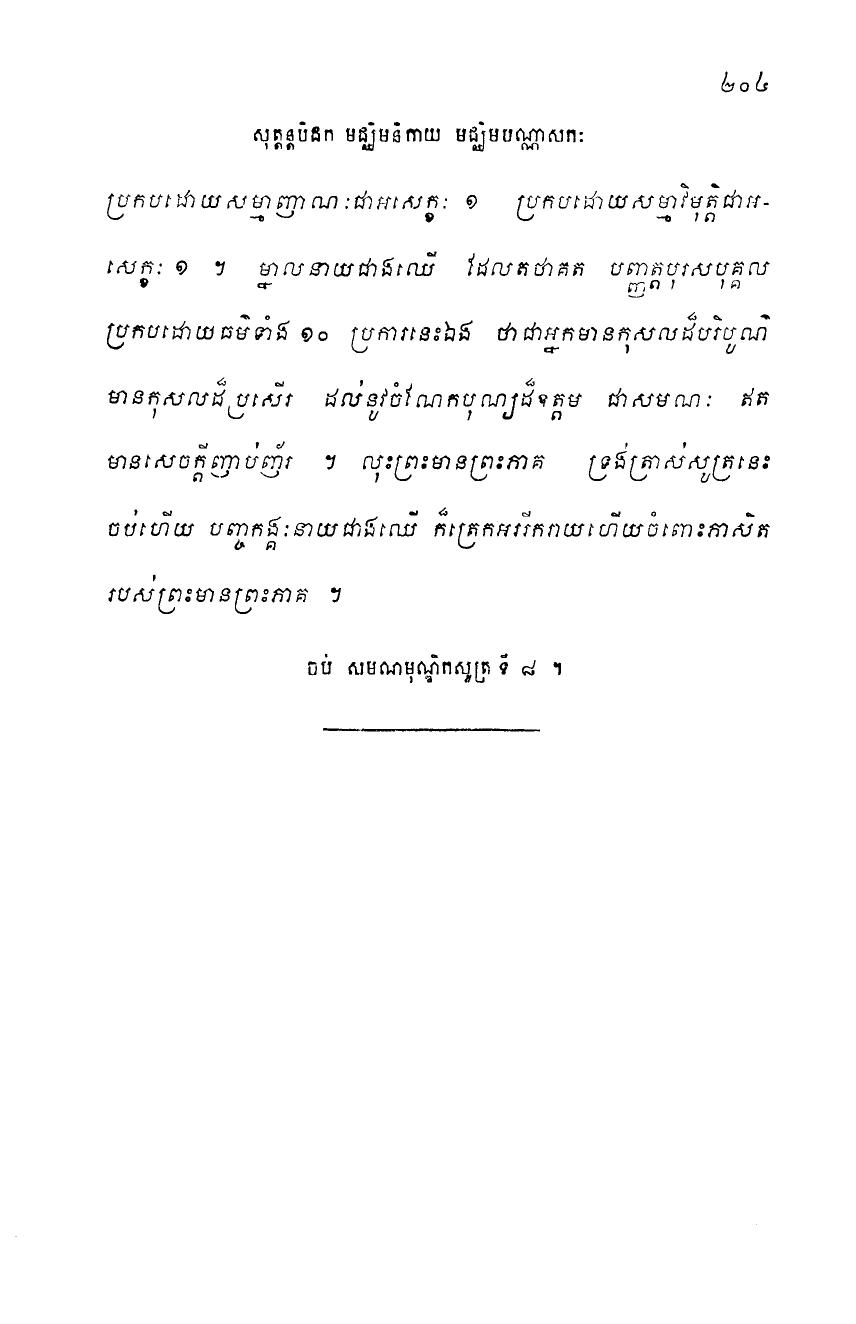 ២០៤
សុត្តន្តបិដក មជ្ឈិមនិកាយ មជ្ឈិមបណ្ណាសកៈ
ប្រកបដោយសម្មាញាណៈជាអសេក្ខៈ ១ ប្រកបដោយសម្មាវិមុត្តិជាអ-
សេក្ខៈ ១ ។ ម្នាលនាយជាងឈើ ដែលតថាគត បញ្ញត្តបុរសបុគ្គល
ប្រកបដោយធម៌ទាំង ១០ ប្រការនេះឯង ថាជាអ្នកមានកុសលដ៏បរិបូណ៌
មានកុសលដ៏ប្រសើរ ដល់នូវចំណែកបុណ្យដ៏ឧត្តម ជាសមណៈ ឥត
មានសេចក្តីញាប់ញ័រ ។ លុះព្រះមានព្រះភាគ ទ្រង់ត្រាស់សូត្រនេះ
ចប់ហើយ បញ្ចកង្គៈនាយជាងឈើ ក៏ត្រេកអររីករាយហើយចំពោះភាសិត
របស់ព្រះមានព្រះភាគ ។
ចប់ សមណមុណ្ឌិកសូត្រ ទី ៨ ។